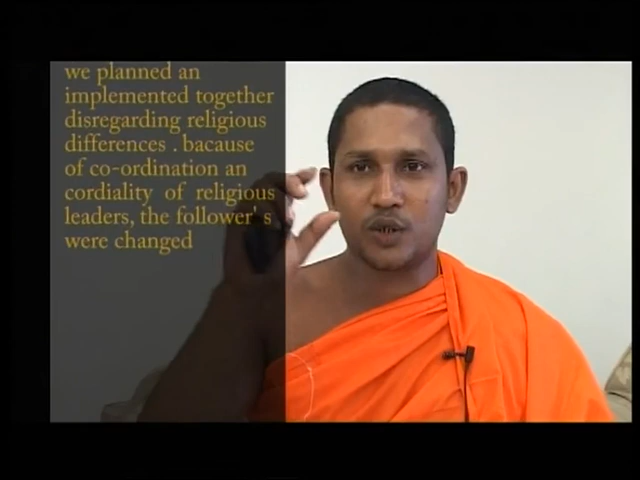 we planned an
implemented together
disregarding religious
differences . bacause
of co-ordination an
cordiality of religious
leaders, the follower' s
were changed